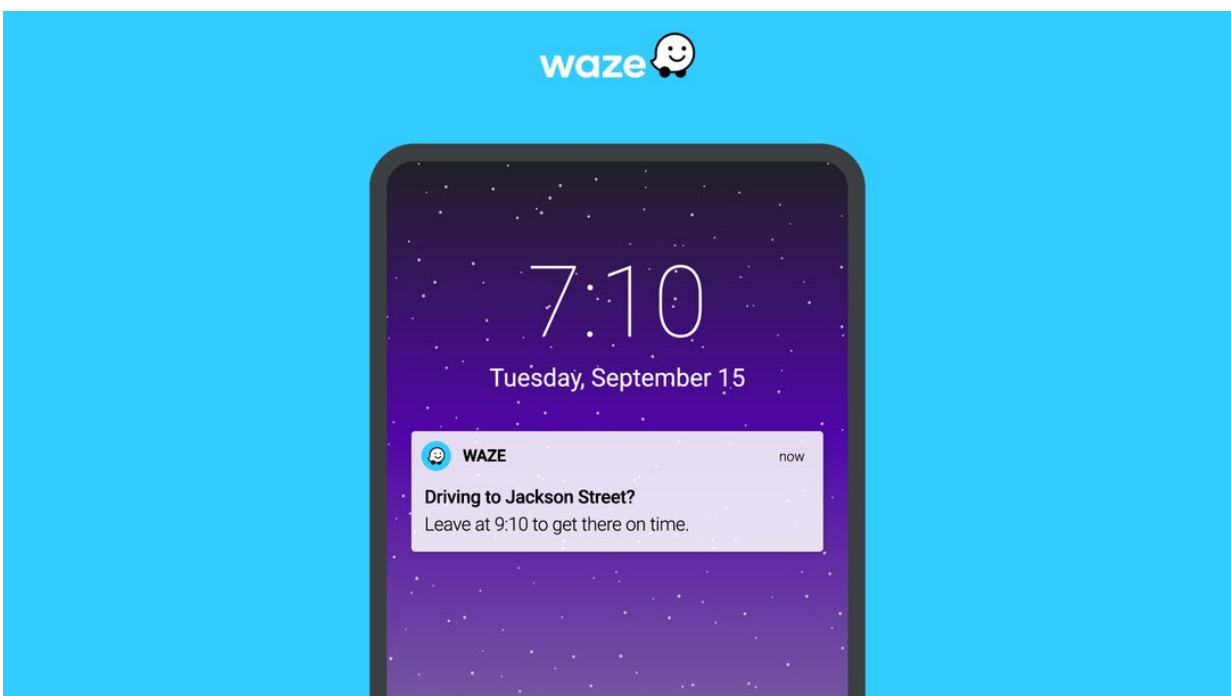 waze
7:10
Tuesday, September 15
WAZE now
Driving to Jackson Street?
Leave at 9:10 to get there on time.